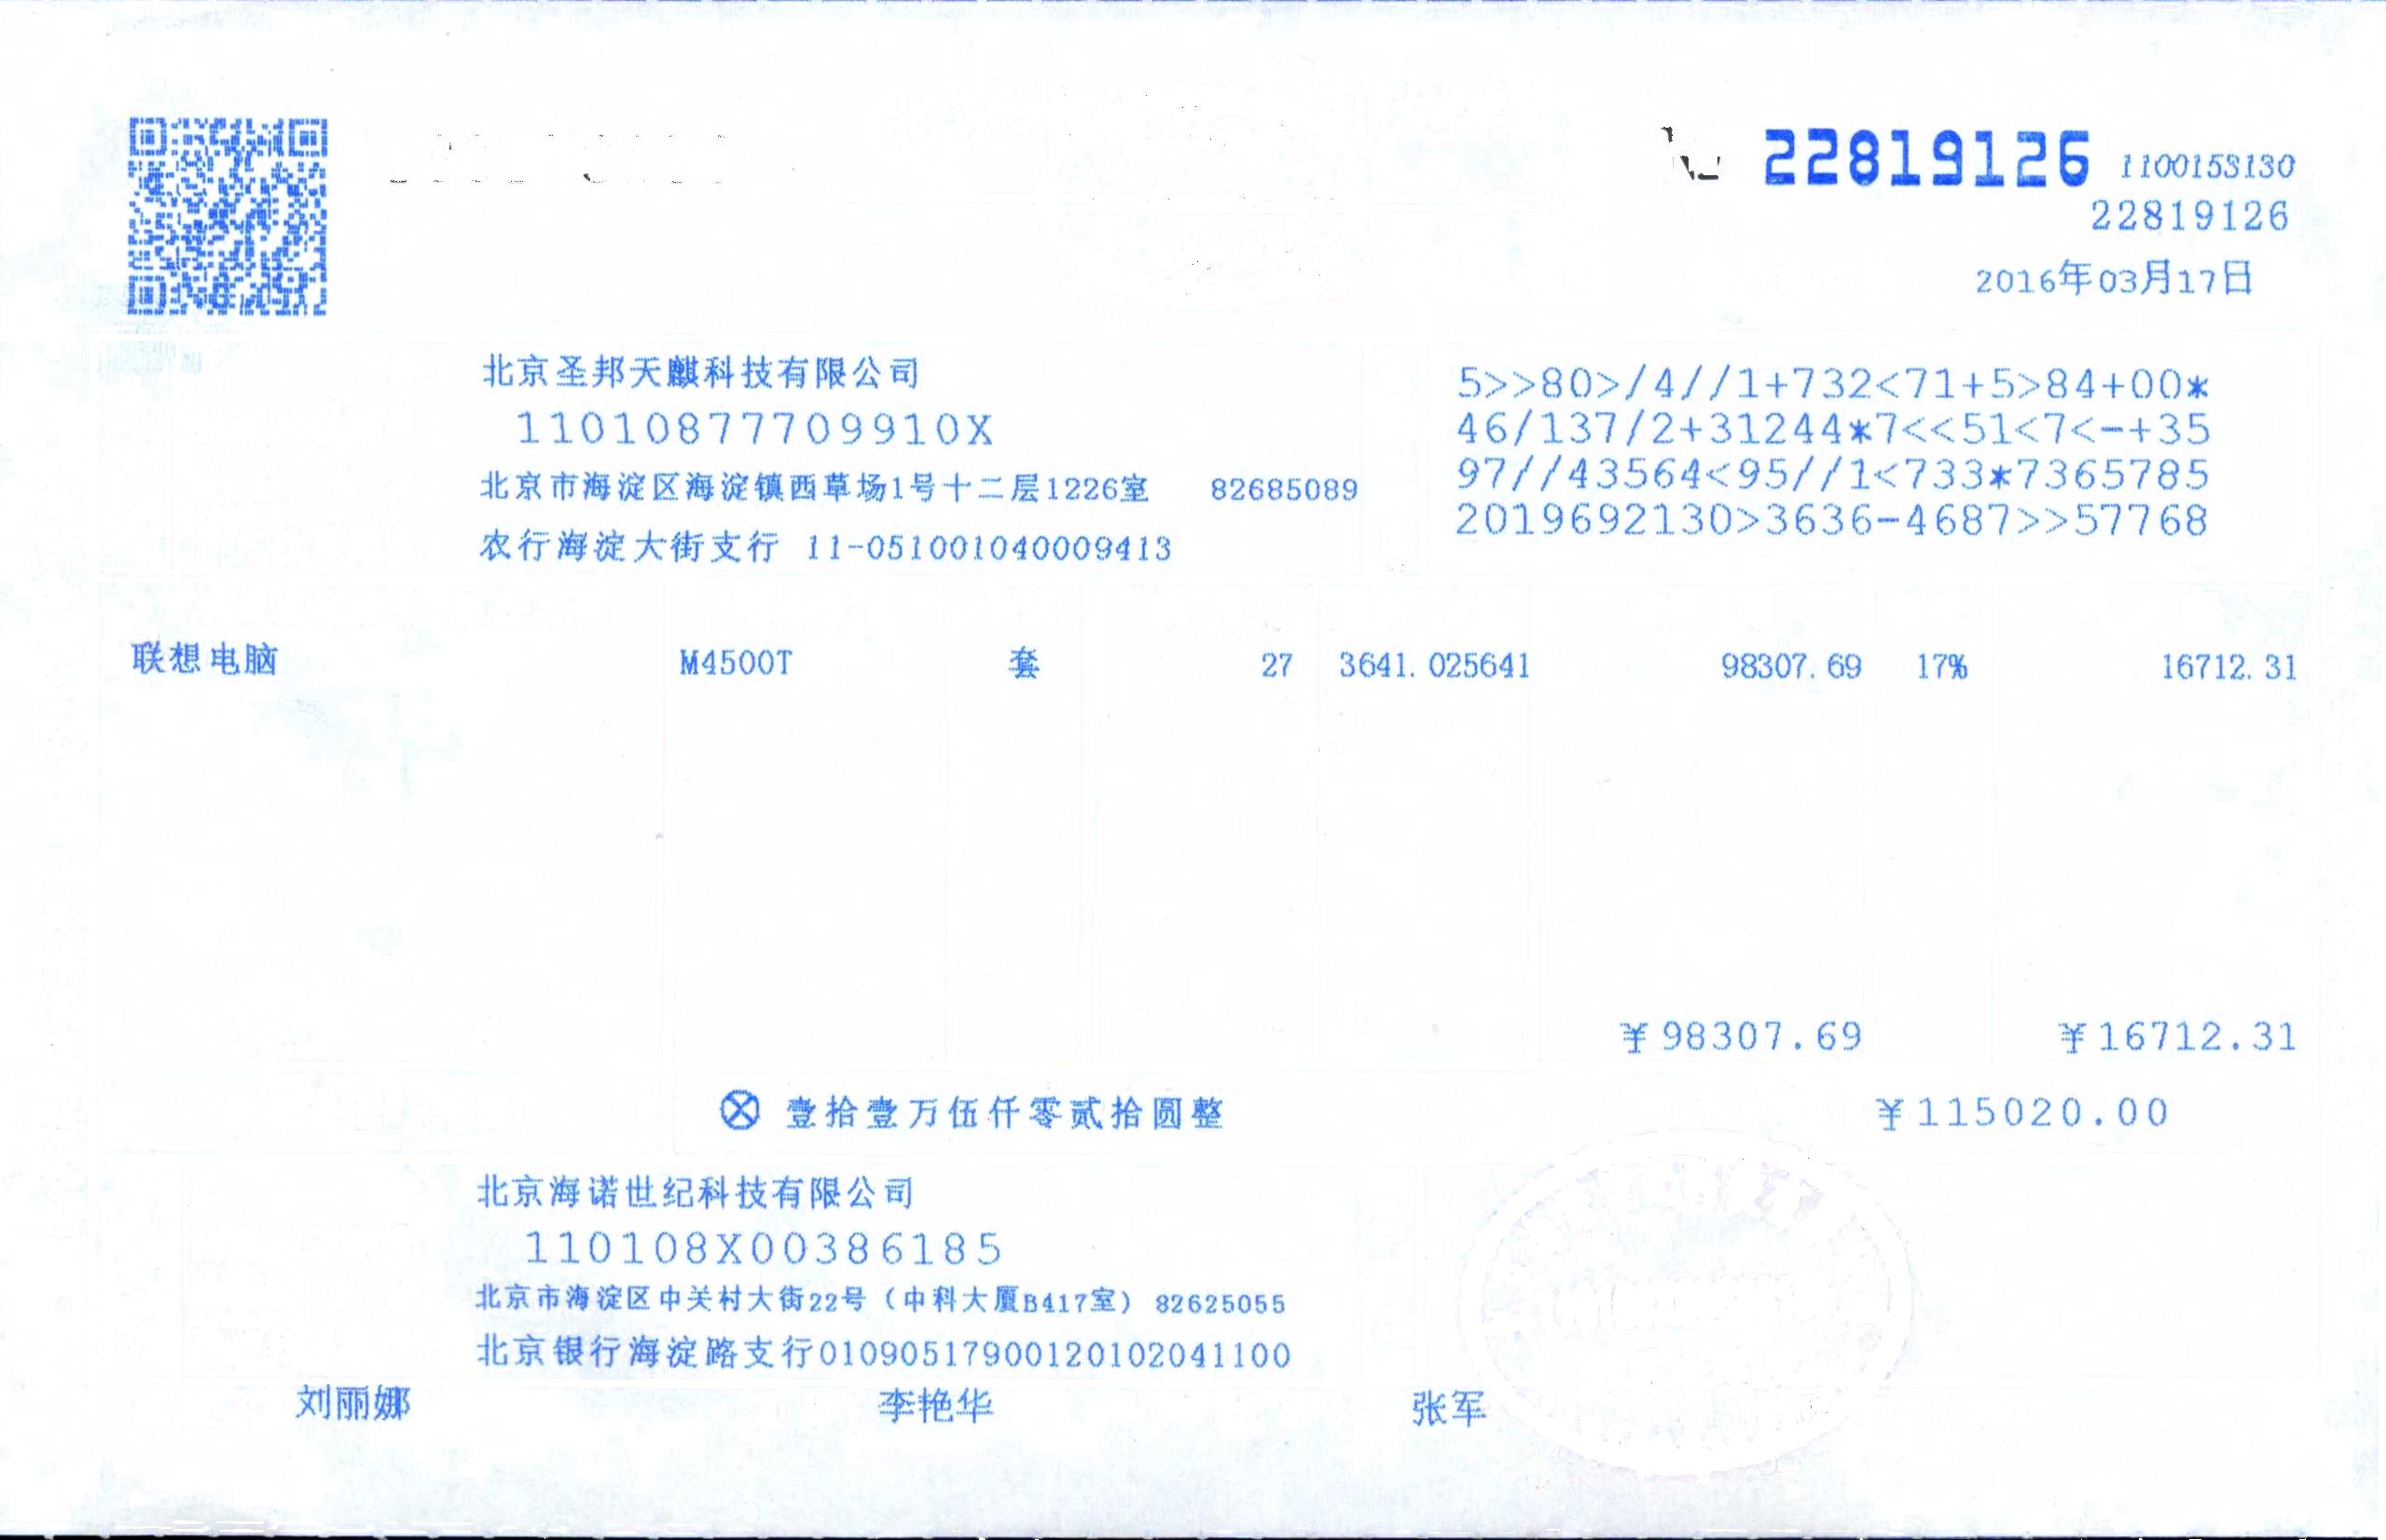 № 22819126 1100153130
22819126
2016年03月17日
北京圣邦天麒科技有限公司
11010877709910X
北京市海淀区海淀镇西草场1号十二层1226室 82685089
农行海淀大街支行 11-051001040009413
5>>80>/4//1+732<71+5>84+00*
46/137/2+31244*7<<51<7<-+35
97//43564<95//1<733*7365785
2019692130>3636-4687>>57768
联想电脑 M4500T 套 27 3641.025641 98307.69 17% 16712.31
¥98307.69 ¥16712.31
ⓧ 壹拾壹万伍仟零贰拾圆整 ¥115020.00
北京海诺世纪科技有限公司
110108X00386185
北京市海淀区中关村大街22号（中科大厦B417室）82625055
北京银行海淀路支行01090517900120102041100
刘丽娜 李艳华 张军